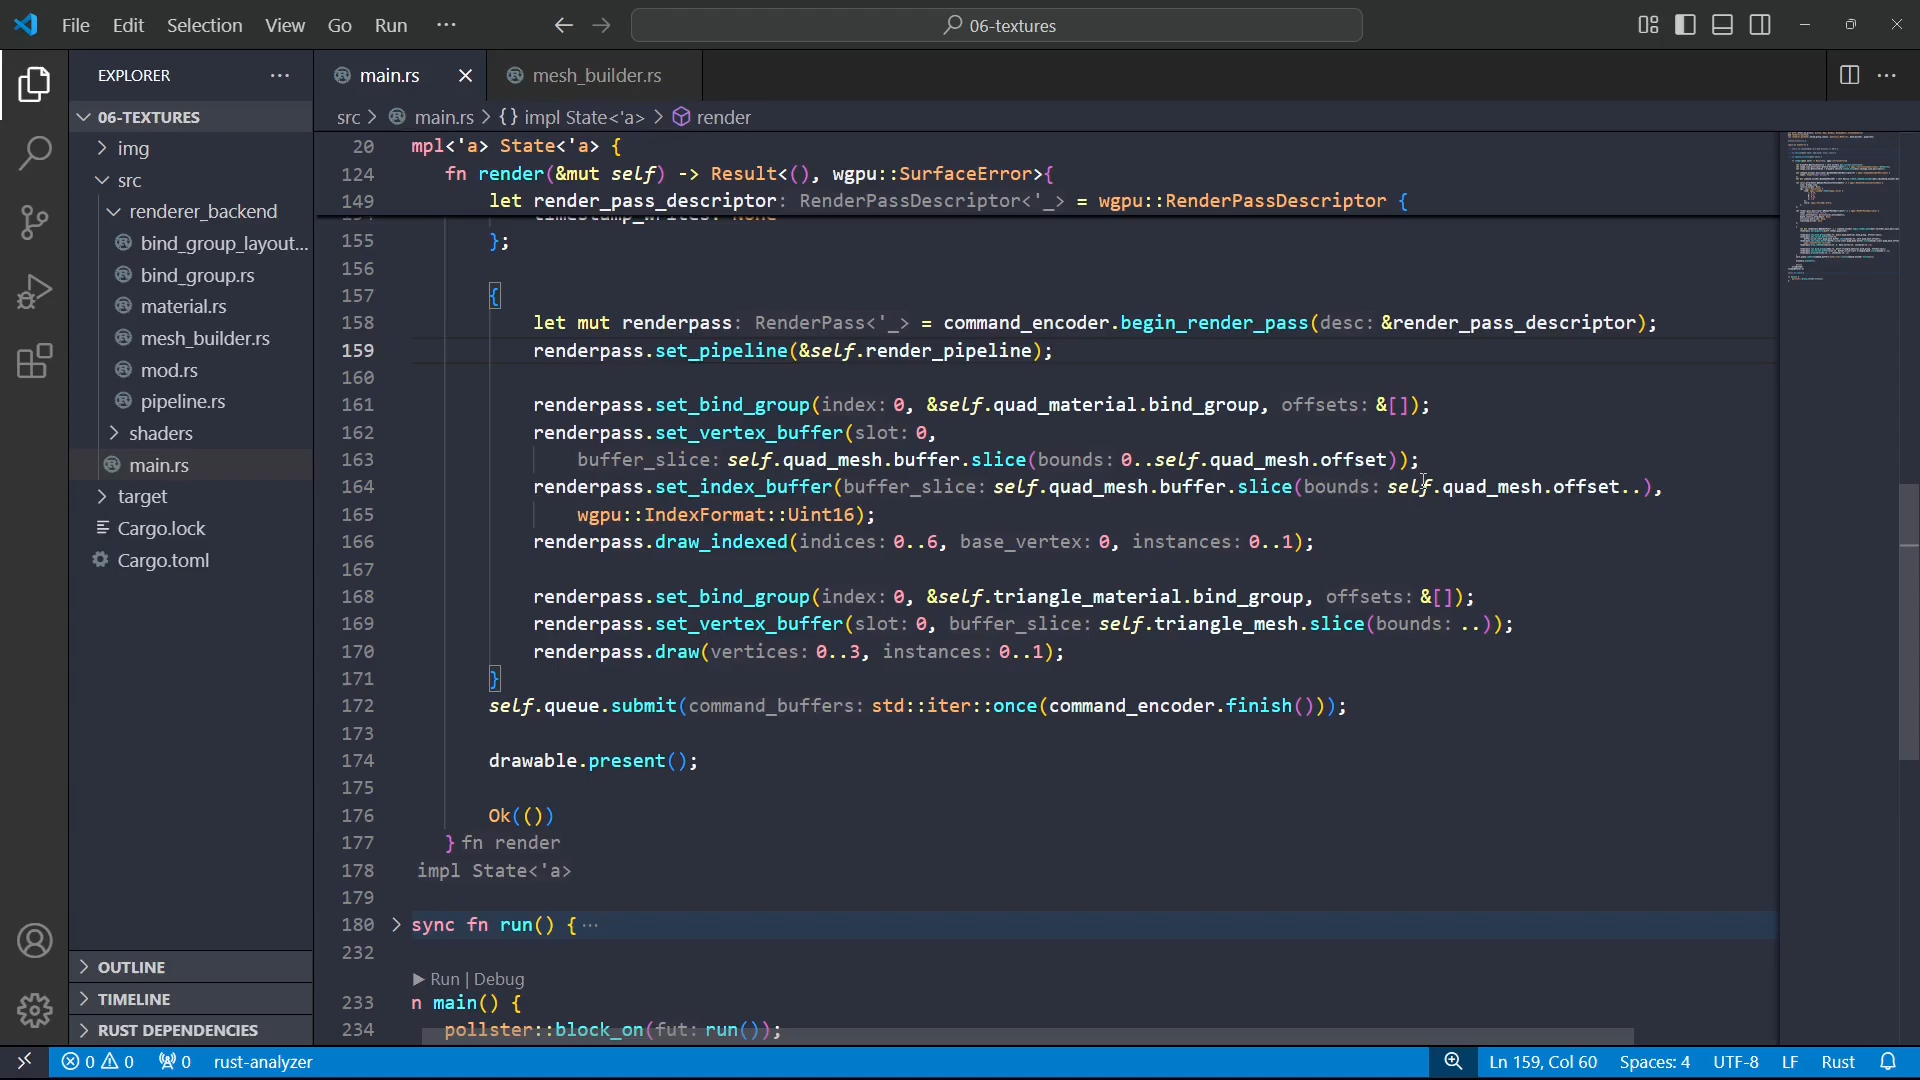 File Edit Selection View Go Run ··· 06-textures
EXPLORER ···
06-TEXTURES
img
src
renderer_backend
bind_group_layout...
bind_group.rs
material.rs
mesh_builder.rs
mod.rs
pipeline.rs
shaders
main.rs
target
Cargo.lock
Cargo.toml
OUTLINE
TIMELINE
RUST DEPENDENCIES
main.rs mesh_builder.rs
src > main.rs > {} impl State<'a> > render
20 mpl<'a> State<'a> {
124 fn render(&mut self) -> Result<(), wgpu::SurfaceError>{
149 let render_pass_descriptor: RenderPassDescriptor<'_> = wgpu::RenderPassDescriptor {
155 };
156
157 {
158 let mut renderpass: RenderPass<'_> = command_encoder.begin_render_pass(desc: &render_pass_descriptor);
159 renderpass.set_pipeline(&self.render_pipeline);
160
161 renderpass.set_bind_group(index: 0, &self.quad_material.bind_group, offsets: &[]);
162 renderpass.set_vertex_buffer(slot: 0,
163 buffer_slice: self.quad_mesh.buffer.slice(bounds: 0..self.quad_mesh.offset));
164 renderpass.set_index_buffer(buffer_slice: self.quad_mesh.buffer.slice(bounds: self.quad_mesh.offset..),
165 wgpu::IndexFormat::Uint16);
166 renderpass.draw_indexed(indices: 0..6, base_vertex: 0, instances: 0..1);
167
168 renderpass.set_bind_group(index: 0, &self.triangle_material.bind_group, offsets: &[]);
169 renderpass.set_vertex_buffer(slot: 0, buffer_slice: self.triangle_mesh.slice(bounds: ..));
170 renderpass.draw(vertices: 0..3, instances: 0..1);
171 }
172 self.queue.submit(command_buffers: std::iter::once(command_encoder.finish()));
173
174 drawable.present();
175
176 Ok(())
177 } fn render
178 impl State<'a>
179
180 sync fn run() { ···
232
Run | Debug
233 n main() {
234 pollster::block_on(fut: run());
0 0 0 rust-analyzer Ln 159, Col 60 Spaces: 4 UTF-8 LF Rust